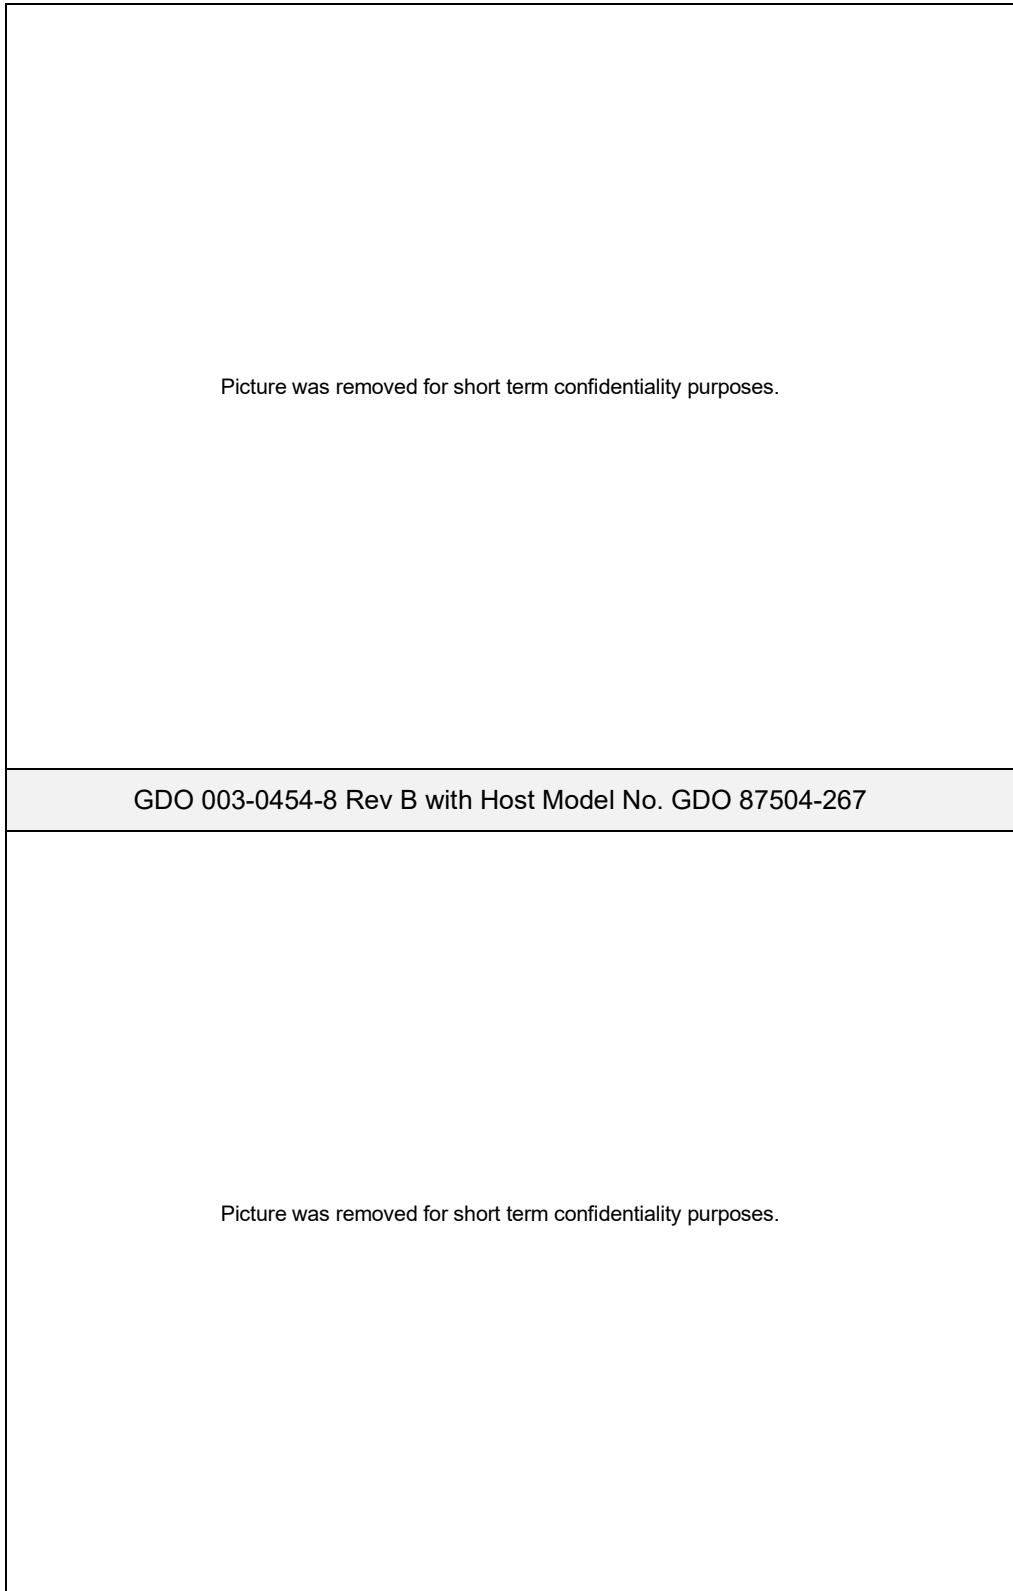 Picture was removed for short term confidentiality purposes.
GDO 003-0454-8 Rev B with Host Model No. GDO 87504-267
Picture was removed for short term confidentiality purposes.